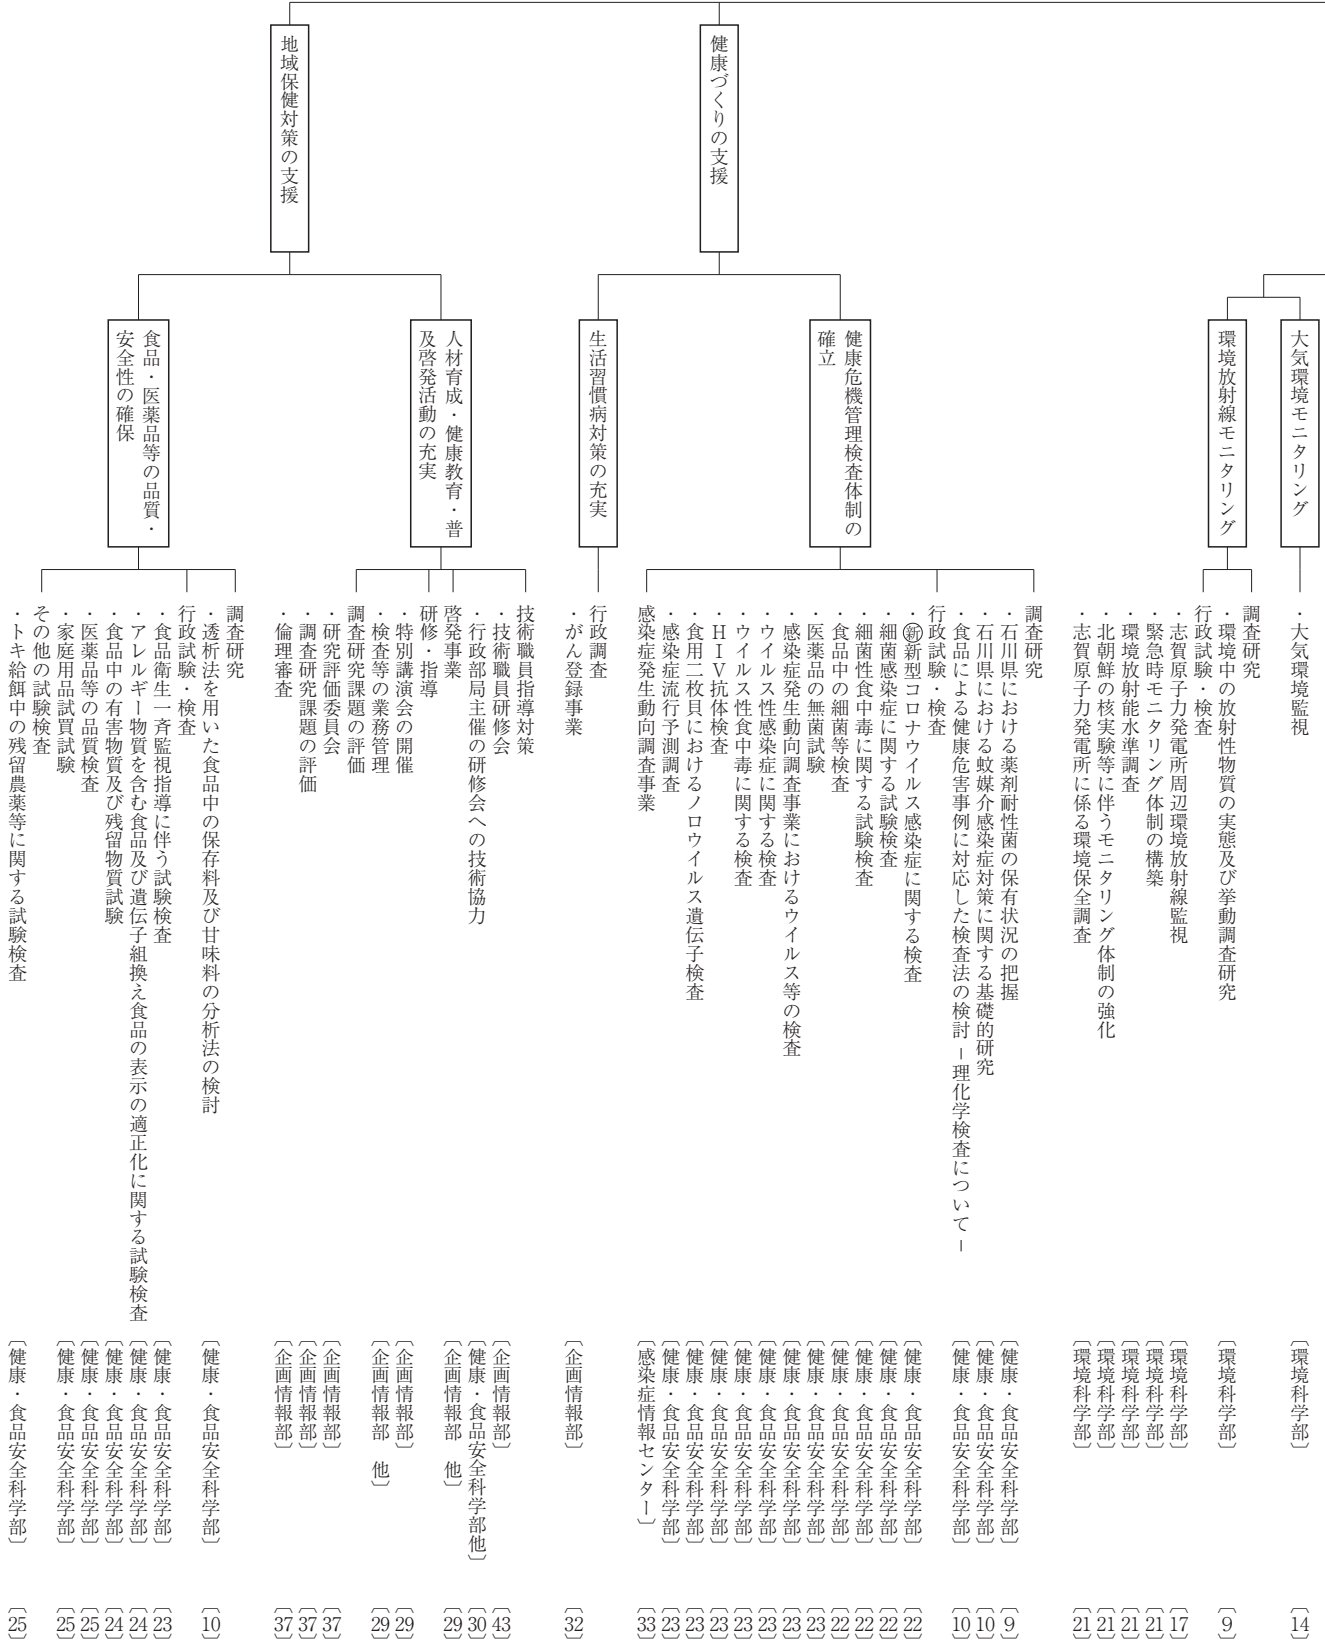 大気環境モニタリング
・大気環境監視 〔環境科学部〕 〔14〕
環境放射線モニタリング
調査研究
・環境中の放射性物質の実態及び挙動調査研究 〔環境科学部〕 〔9〕
行政試験・検査
・志賀原子力発電所周辺環境放射線監視 〔環境科学部〕 〔17〕
・緊急時モニタリング体制の構築 〔環境科学部〕 〔21〕
・環境放射能水準調査 〔環境科学部〕 〔21〕
・北朝鮮の核実験等に伴うモニタリング体制の強化 〔環境科学部〕 〔21〕
・志賀原子力発電所に係る環境保全調査 〔環境科学部〕 〔21〕
健康づくりの支援
健康危機管理検査体制の
確立
調査研究
・石川県における薬剤耐性菌の保有状況の把握 〔健康・食品安全科学部〕 〔9〕
・石川県における蚊媒介感染症対策に関する基礎的研究 〔健康・食品安全科学部〕 〔10〕
・食品による健康危害事例に対応した検査法の検討 −理化学検査について− 〔健康・食品安全科学部〕 〔10〕
行政試験・検査
・㊟新型コロナウイルス感染症に関する検査 〔健康・食品安全科学部〕 〔22〕
・細菌感染症に関する試験検査 〔健康・食品安全科学部〕 〔22〕
・細菌性食中毒に関する試験検査 〔健康・食品安全科学部〕 〔22〕
・食品中の細菌等検査 〔健康・食品安全科学部〕 〔22〕
・医薬品の無菌試験 〔健康・食品安全科学部〕 〔23〕
・感染症発生動向調査事業におけるウイルス等の検査 〔健康・食品安全科学部〕 〔23〕
・ウイルス性感染症に関する検査 〔健康・食品安全科学部〕 〔23〕
・ウイルス性食中毒に関する検査 〔健康・食品安全科学部〕 〔23〕
・HIV抗体検査 〔健康・食品安全科学部〕 〔23〕
・食用二枚貝におけるノロウイルス遺伝子検査 〔健康・食品安全科学部〕 〔23〕
・感染症流行予測調査 〔健康・食品安全科学部〕 〔23〕
感染症発生動向調査事業 〔感染症情報センター〕 〔33〕
生活習慣病対策の充実
行政調査
・がん登録事業 〔企画情報部〕 〔32〕
地域保健対策の支援
人材育成・健康教育・普
及啓発活動の充実
技術職員指導対策
・技術職員研修会 〔企画情報部〕 〔43〕
・行政部局主催の研修会への技術協力 〔健康・食品安全科学部他〕 〔30〕
啓発事業 〔企画情報部 他〕 〔29〕
研修・指導
・特別講演会の開催 〔企画情報部〕 〔29〕
・検査等の業務管理 〔企画情報部 他〕 〔29〕
調査研究課題の評価
・研究評価委員会 〔企画情報部〕 〔37〕
・調査研究課題の評価 〔企画情報部〕 〔37〕
・倫理審査 〔企画情報部〕 〔37〕
食品・医薬品等の品質・
安全性の確保
調査研究
・透析法を用いた食品中の保存料及び甘味料の分析法の検討 〔健康・食品安全科学部〕 〔10〕
行政試験・検査
・食品衛生一斉監視指導に伴う試験検査 〔健康・食品安全科学部〕 〔23〕
・アレルギー物質を含む食品及び遺伝子組換え食品の表示の適正化に関する試験検査 〔健康・食品安全科学部〕 〔24〕
・食品中の有害物質及び残留物質試験 〔健康・食品安全科学部〕 〔24〕
・医薬品等の品質検査 〔健康・食品安全科学部〕 〔25〕
・家庭用品試買試験 〔健康・食品安全科学部〕 〔25〕
その他の試験検査
・トキ給餌中の残留農薬等に関する試験検査 〔健康・食品安全科学部〕 〔25〕